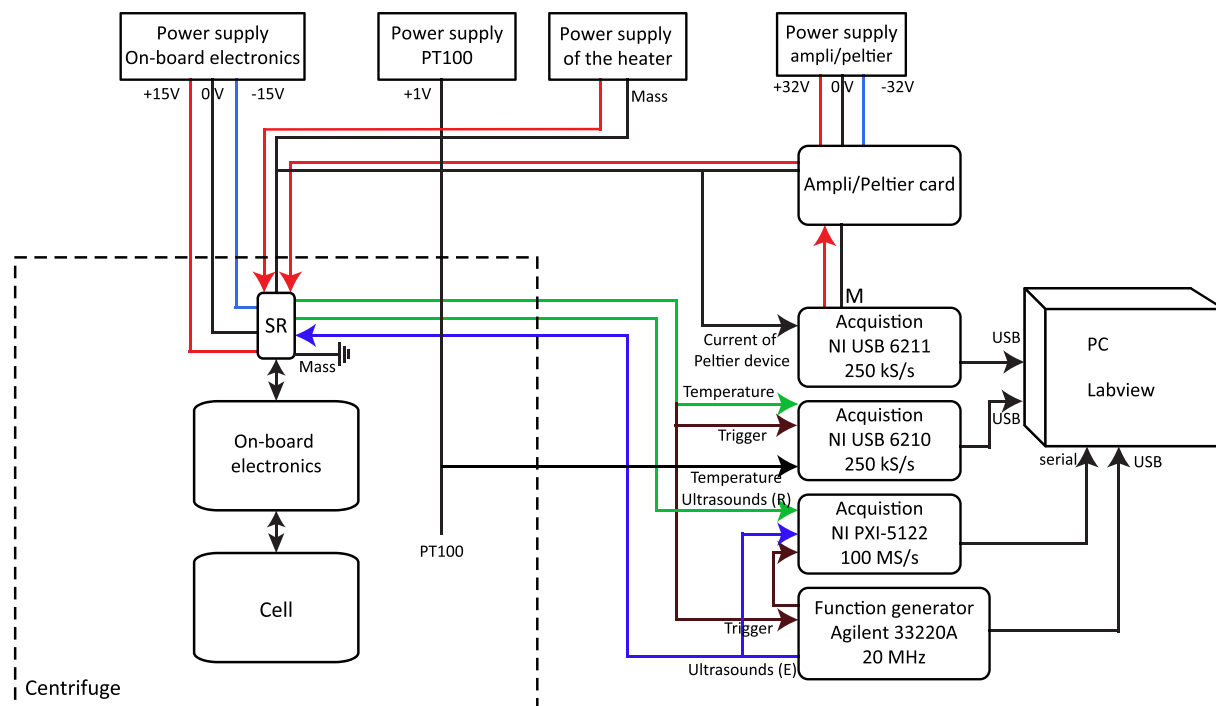 Power supply
On-board electronics
Power supply
PT100
Power supply
of the heater
Power supply
ampli/peltier
+15V
0 V
-15V
+1V
Mass
+32V
0 V
-32V
Ampli/Peltier card
M
SR
Mass
Current of
Peltier device
Acquistion
NI USB 6211
250 kS/s
USB
PC
Labview
Temperature
Trigger
Acquistion
NI USB 6210
250 kS/s
USB
On-board
electronics
Temperature
serial
USB
Ultrasounds (R)
Acquistion
NI PXI-5122
100 MS/s
PT100
Cell
Trigger
Function generator
Agilent 33220A
20 MHz
Ultrasounds (E)
Centrifuge